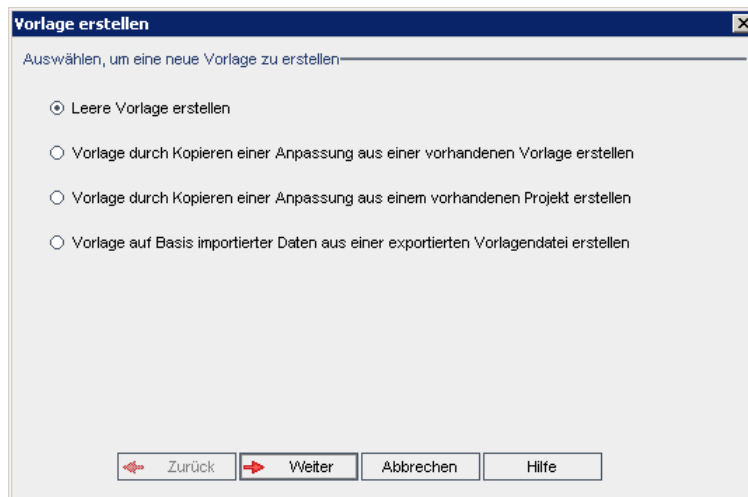 Vorlage erstellen
Auswählen, um eine neue Vorlage zu erstellen
Leere Vorlage erstellen
Vorlage durch Kopieren einer Anpassung aus einer vorhandenen Vorlage erstellen
Vorlage durch Kopieren einer Anpassung aus einem vorhandenen Projekt erstellen
Vorlage auf Basis importierter Daten aus einer exportierten Vorlagendatei erstellen
Zurück Weiter Abbrechen Hilfe